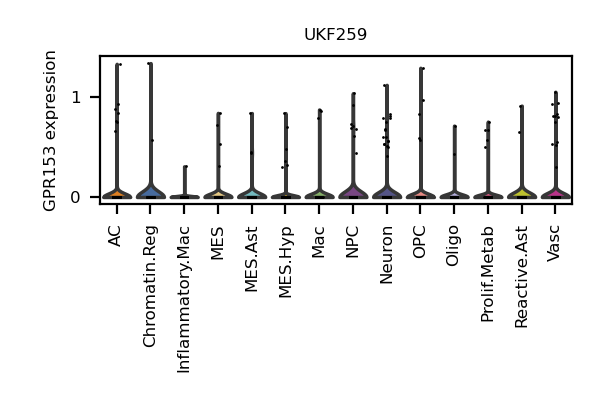 UKF259
GPR153 expression
1
0
AC
Chromatin.Reg
Inflammatory.Mac
MES
MES.Ast
MES.Hyp
Mac
NPC
Neuron
OPC
Oligo
Prolif.Metab
Reactive.Ast
Vasc